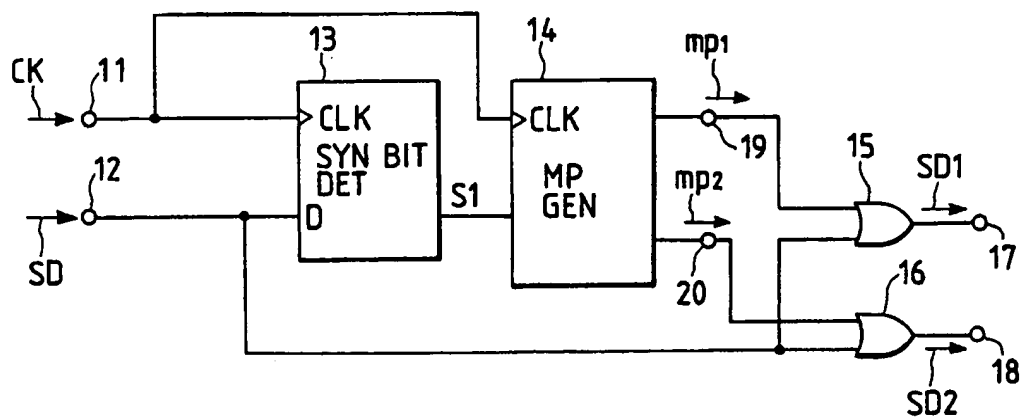 CK
11
13
CLK
SYN BIT
DET
D
S1
14
CLK
MP
GEN
mp1
19
mp2
20
15
SD1
17
16
SD2
18
12
SD